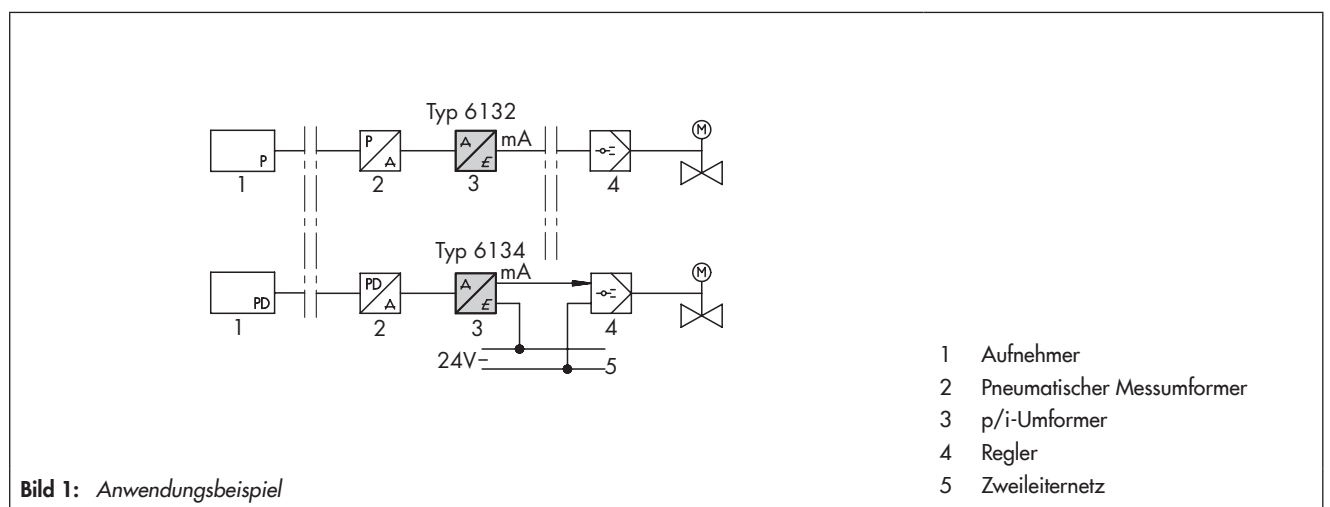 Typ 6132
P
P
A
A
E
mA
M
1
2
3
4
Typ 6134
PD
PD
A
A
E
mA
M
1
2
3
4
24V
5
1 Aufnehmer
2 Pneumatischer Messumformer
3 p/i-Umformer
4 Regler
5 Zweileiternetz
Bild 1: Anwendungsbeispiel